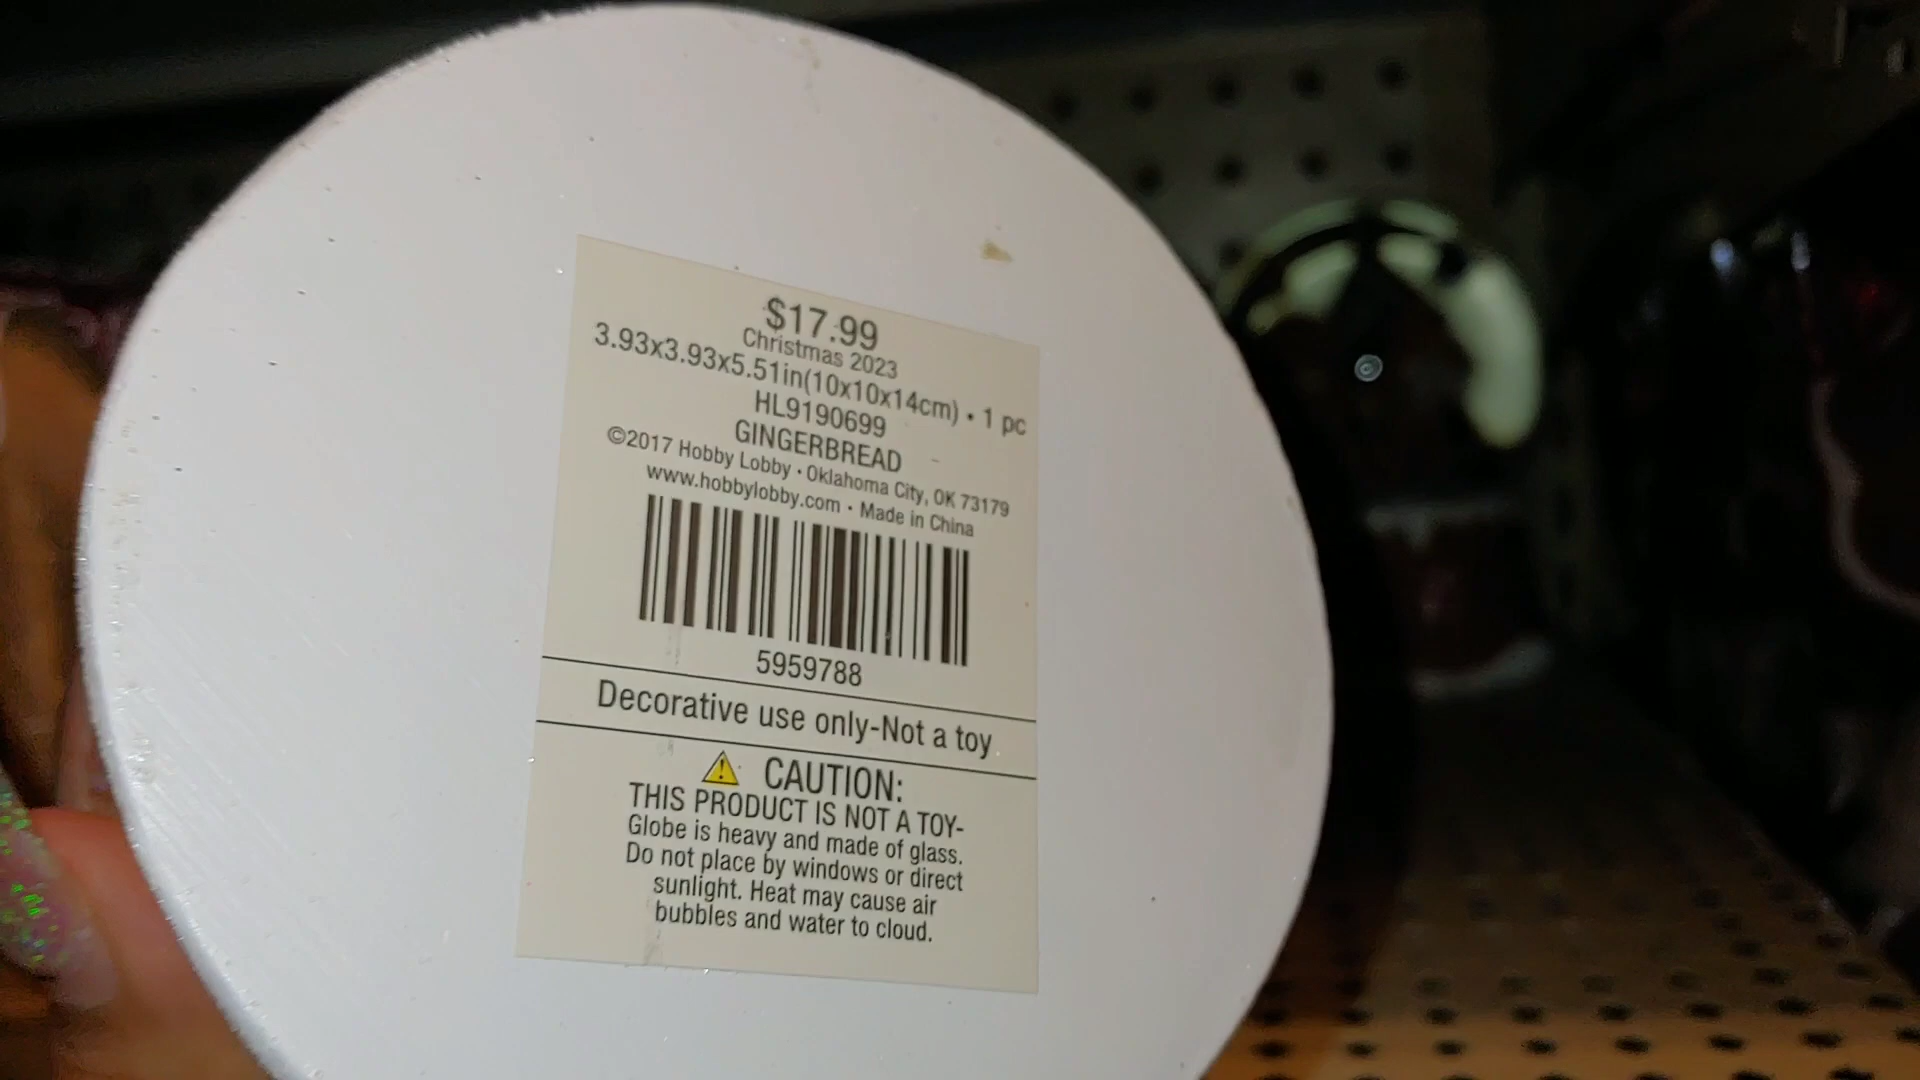 $17.99
Christmas 2023
3.93x3.93x5.51in(10x10x14cm) • 1 pc
HL9190699
GINGERBREAD
©2017 Hobby Lobby • Oklahoma City, OK 73179
www.hobbylobby.com • Made in China
5959788
Decorative use only-Not a toy
CAUTION:
THIS PRODUCT IS NOT A TOY-
Globe is heavy and made of glass.
Do not place by windows or direct
sunlight. Heat may cause air
bubbles and water to cloud.